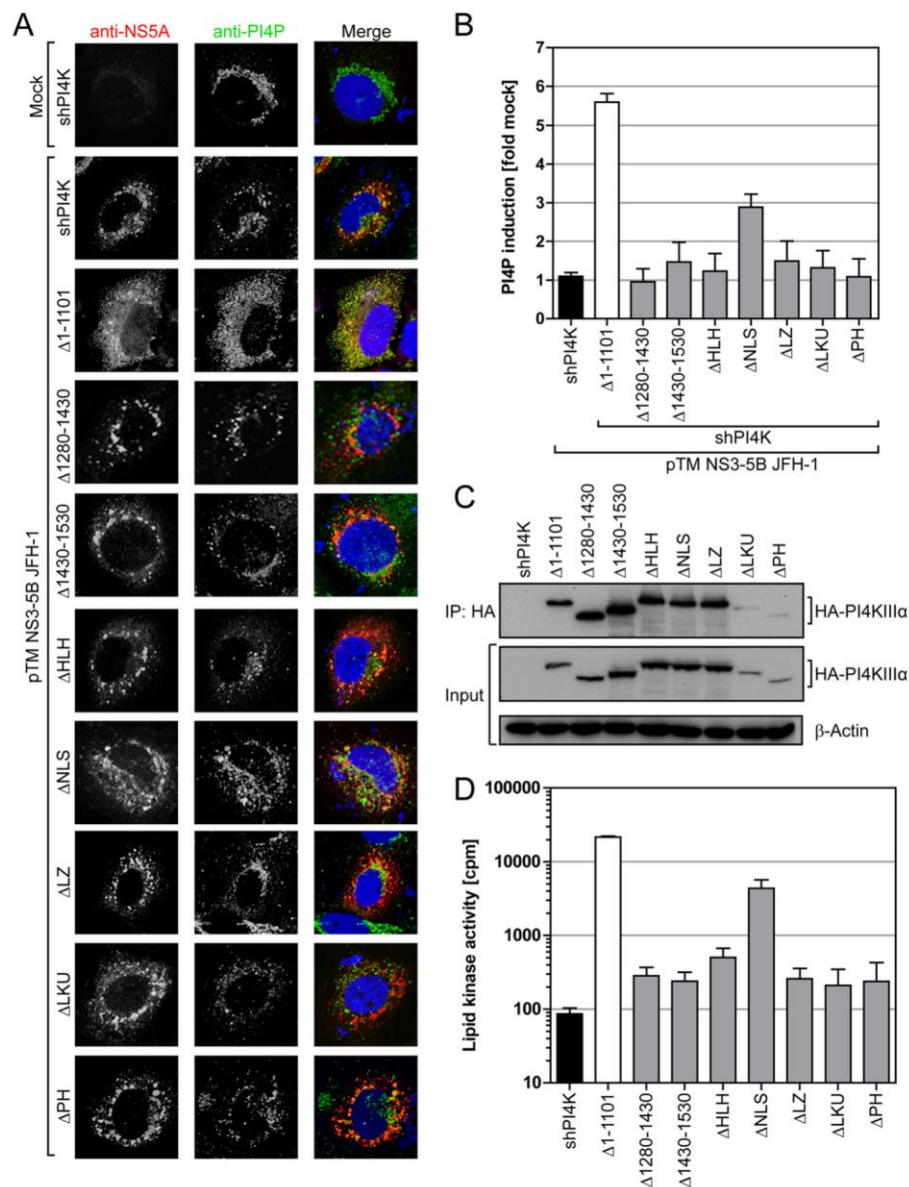 A
anti-NS5A anti-PI4P Merge
Mock
shPI4K
pTM NS3-5B JFH-1
shPI4K
Δ1-1101
Δ1280-1430
Δ1430-1530
ΔHLH
ΔNLS
ΔLZ
ΔLKU
ΔPH
B
PI4P induction [fold mock]
7
6
5
4
3
2
1
0
shPI4K Δ1-1101 Δ1280-1430 Δ1430-1530 ΔHLH ΔNLS ΔLZ ΔLKU ΔPH
shPI4K
pTM NS3-5B JFH-1
C
shPI4K Δ1-1101 Δ1280-1430 Δ1430-1530 ΔHLH ΔNLS ΔLZ ΔLKU ΔPH
IP: HA HA-PI4KIIIα
Input HA-PI4KIIIα
β-Actin
D
Lipid kinase activity [cpm]
100000
10000
1000
100
10
shPI4K Δ1-1101 Δ1280-1430 Δ1430-1530 ΔHLH ΔNLS ΔLZ ΔLKU ΔPH